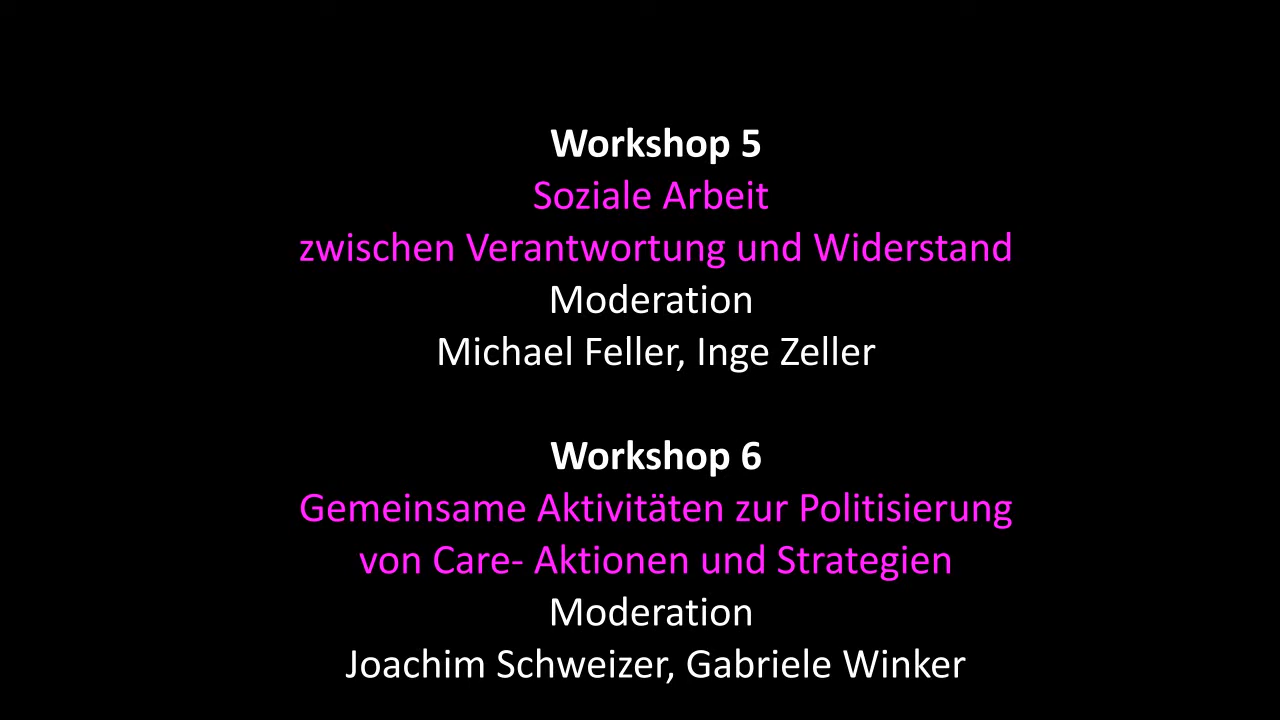 Workshop 5
Soziale Arbeit
zwischen Verantwortung und Widerstand
Moderation
Michael Feller, Inge Zeller
Workshop 6
Gemeinsame Aktivitäten zur Politisierung
von Care- Aktionen und Strategien
Moderation
Joachim Schweizer, Gabriele Winker